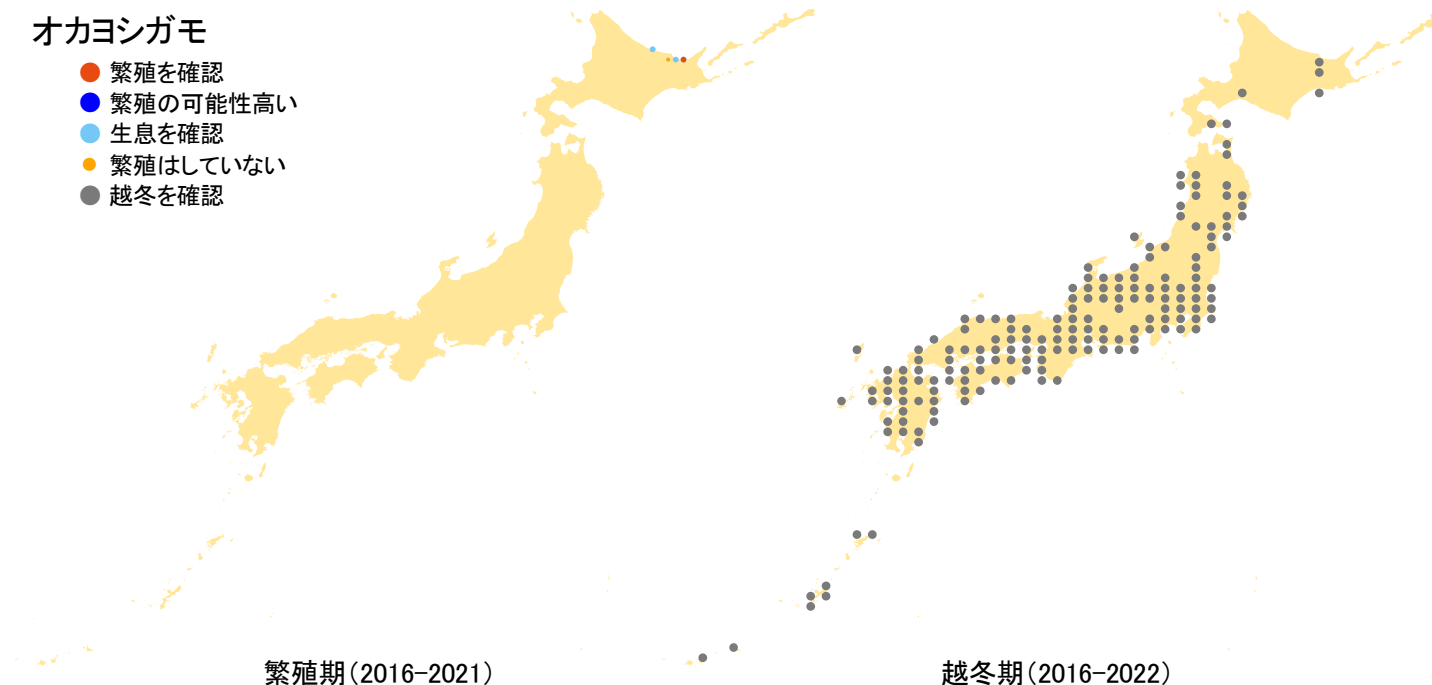 オカヨシガモ
繁殖を確認
繁殖の可能性高い
生息を確認
繁殖はしていない
越冬を確認
繁殖期(2016-2021)
越冬期(2016-2022)